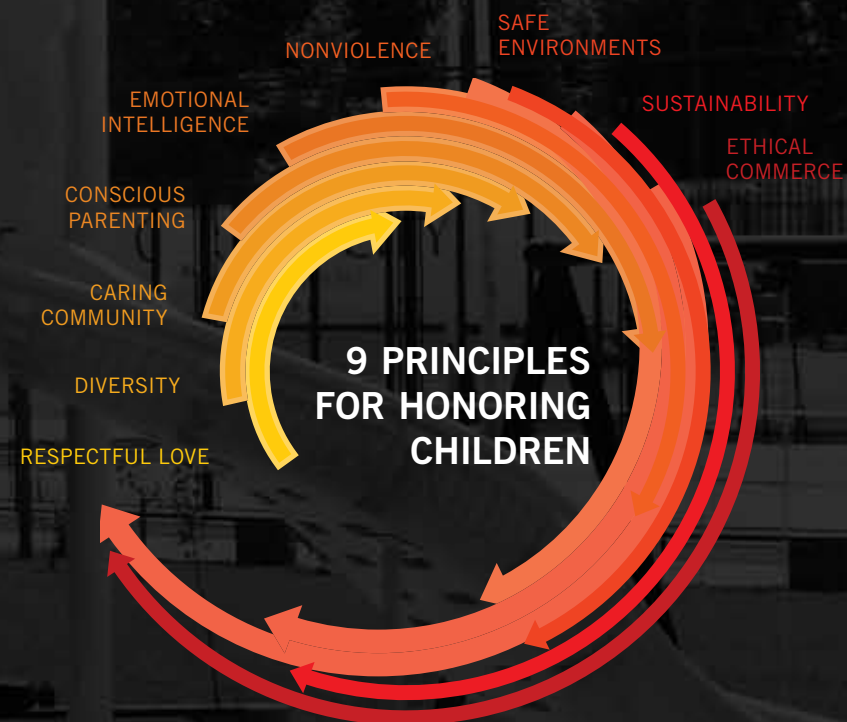 9 PRINCIPLES
FOR HONORING
CHILDREN
RESPECTFUL LOVE
DIVERSITY
CARING
COMMUNITY
CONSCIOUS
PARENTING
EMOTIONAL
INTELLIGENCE
NONVIOLENCE
SAFE
ENVIRONMENTS
SUSTAINABILITY
ETHICAL
COMMERCE